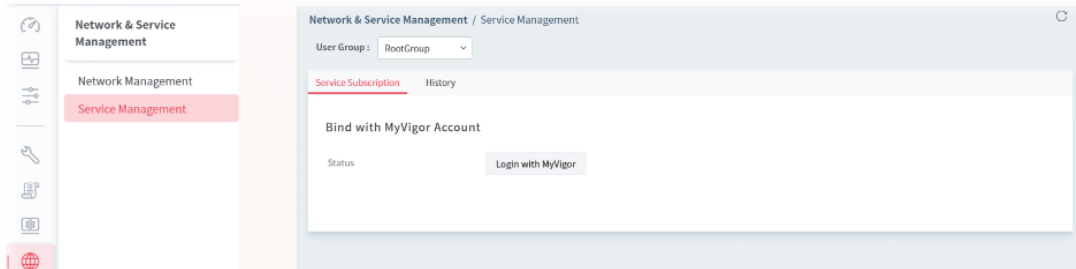 Network & Service
Management
Network Management
Service Management
Network & Service Management / Service Management
User Group : RootGroup
Service Subscription History
Bind with MyVigor Account
Status Login with MyVigor